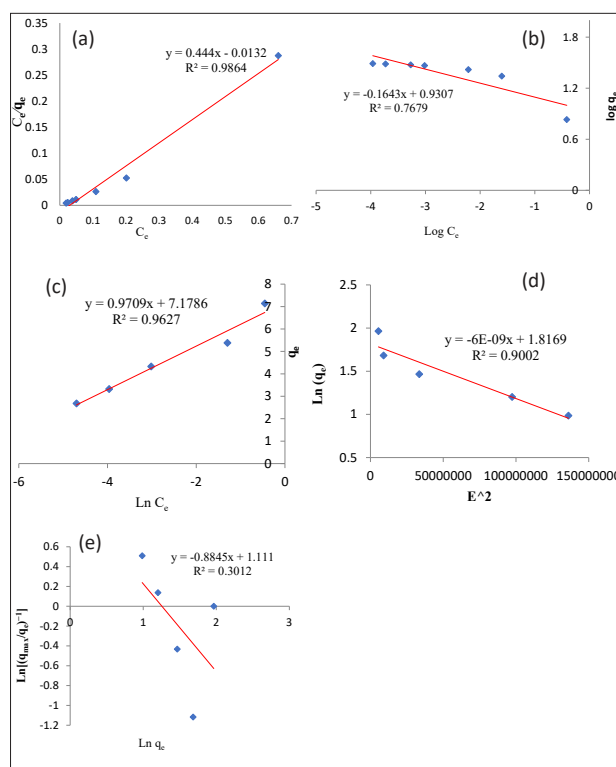 (a)
y = 0.444x - 0.0132
R² = 0.9864
Cₑ/qₑ
0.35
0.3
0.25
0.2
0.15
0.1
0.05
0
0 0.1 0.2 0.3 0.4 0.5 0.6 0.7
Cₑ
(b)
y = -0.1643x + 0.9307
R² = 0.7679
log qₑ
1.8
1.2
0.6
0
-5 -4 -3 -2 -1 0
Log Cₑ
(c)
y = 0.9709x + 7.1786
R² = 0.9627
qₑ
8
7
6
5
4
3
2
1
0
-6 -4 -2 0
Ln Cₑ
(d)
y = -6E-09x + 1.8169
R² = 0.9002
Ln (qₑ)
2.5
2
1.5
1
0.5
0 50000000 100000000 150000000
E^2
(e)
y = -0.8845x + 1.111
R² = 0.3012
Ln[(qₘₐₓ/qₑ)⁻¹]
0.6
0.4
0.2
0
-0.2
-0.4
-0.6
-0.8
-1
-1.2
0 1 2 3
Ln qₑ